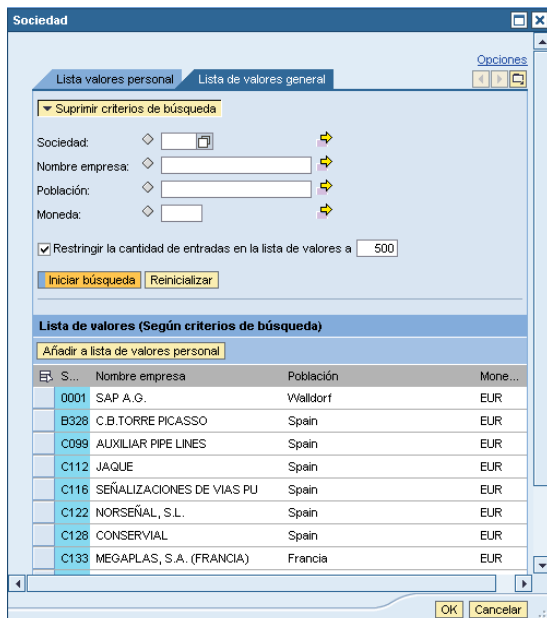 Sociedad
Opciones
Lista valores personal Lista de valores general
Suprimir criterios de búsqueda
Sociedad:
Nombre empresa:
Población:
Moneda:
Restringir la cantidad de entradas en la lista de valores a 500
Iniciar búsqueda Reinicializar
Lista de valores (Según criterios de búsqueda)
Añadir a lista de valores personal
S... Nombre empresa Población Mone...
0001 SAP A.G. Walldorf EUR
B328 C.B.TORRE PICASSO Spain EUR
C099 AUXILIAR PIPE LINES Spain EUR
C112 JAQUE Spain EUR
C116 SEÑALIZACIONES DE VIAS PU Spain EUR
C122 NORSEÑAL, S.L. Spain EUR
C128 CONSERVIAL Spain EUR
C133 MEGAPLAS, S.A. (FRANCIA) Francia EUR
OK Cancelar